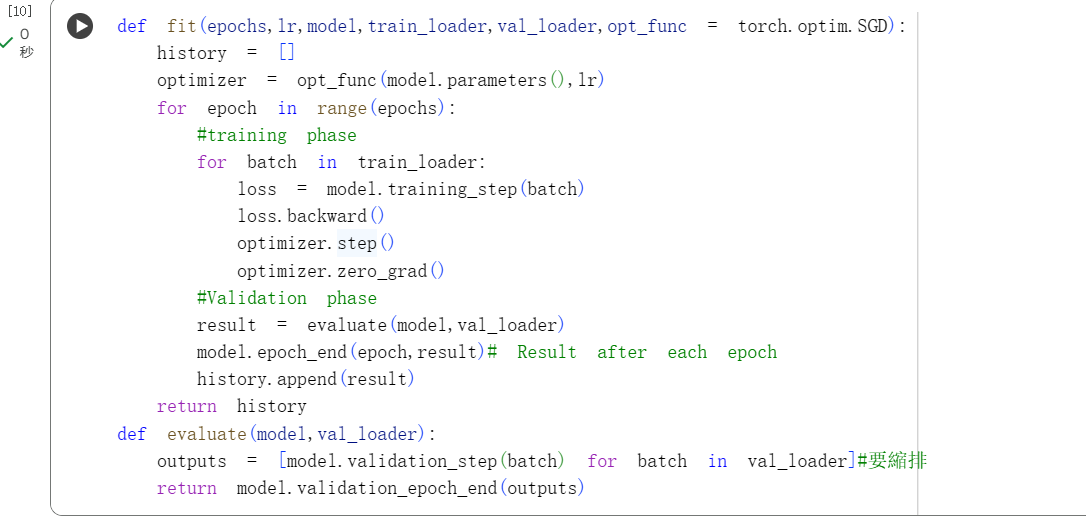 [10]
0
秒
def fit(epochs,lr,model,train_loader,val_loader,opt_func = torch.optim.SGD):
    history = []
    optimizer = opt_func(model.parameters(),lr)
    for epoch in range(epochs):
        #training phase
        for batch in train_loader:
            loss = model.training_step(batch)
            loss.backward()
            optimizer.step()
            optimizer.zero_grad()
        #Validation phase
        result = evaluate(model,val_loader)
        model.epoch_end(epoch,result)# Result after each epoch
        history.append(result)
    return history
def evaluate(model,val_loader):
    outputs = [model.validation_step(batch) for batch in val_loader]#要縮排
    return model.validation_epoch_end(outputs)